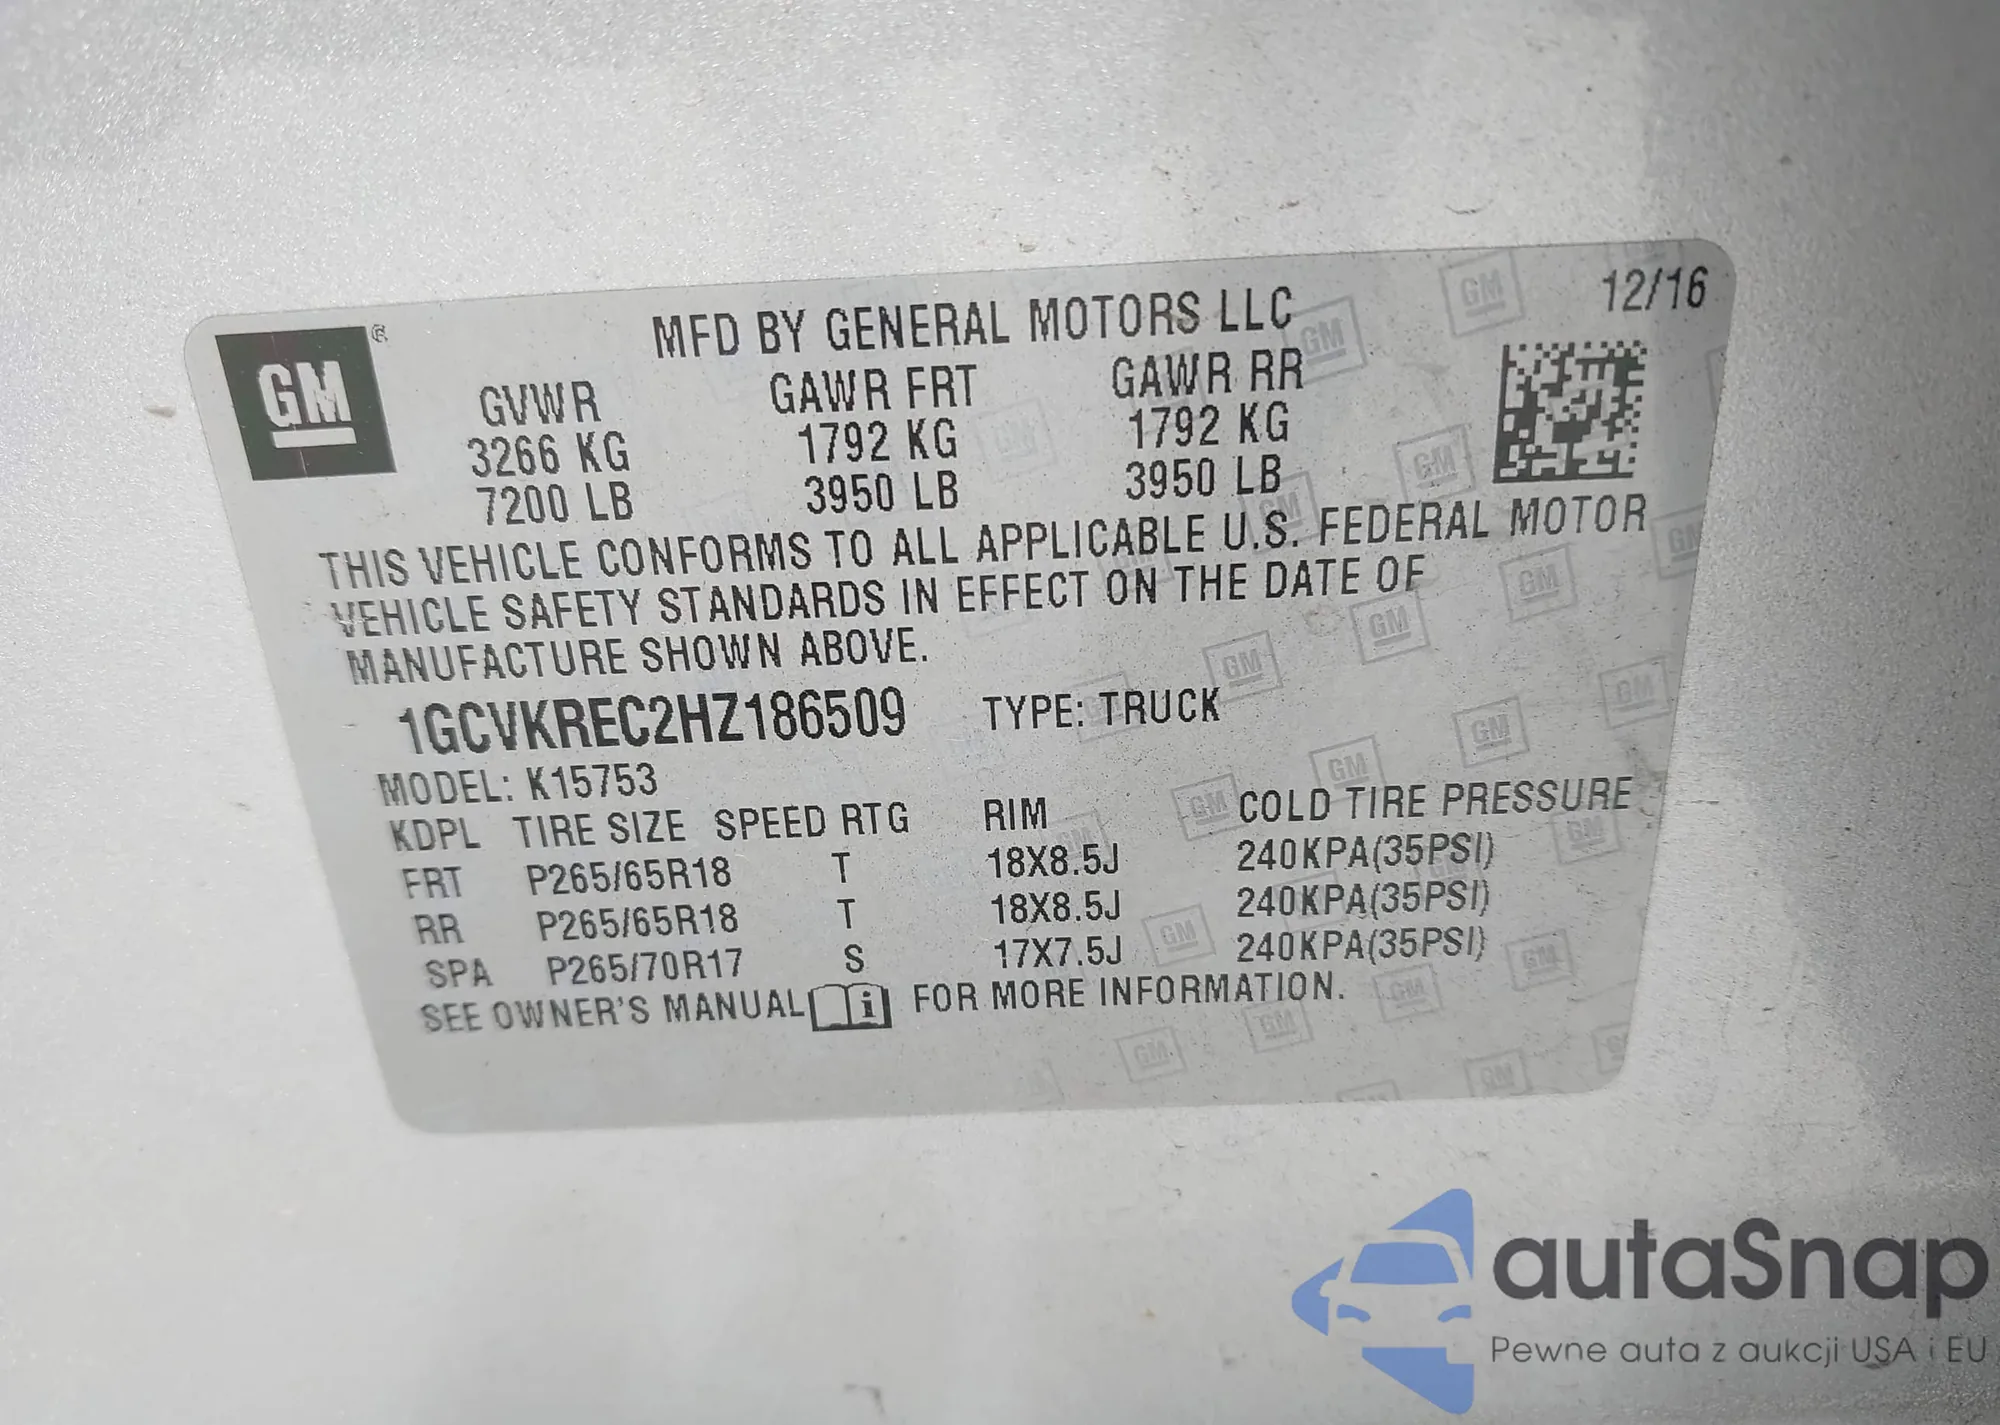 GM
MFD BY GENERAL MOTORS LLC
12/16
GVWR GAWR FRT GAWR RR
3266 KG 1792 KG 1792 KG
7200 LB 3950 LB 3950 LB
THIS VEHICLE CONFORMS TO ALL APPLICABLE U.S. FEDERAL MOTOR
VEHICLE SAFETY STANDARDS IN EFFECT ON THE DATE OF
MANUFACTURE SHOWN ABOVE.
1GCVKREC2HZ186509 TYPE: TRUCK
MODEL: K15753
KDPL TIRE SIZE SPEED RTG RIM COLD TIRE PRESSURE
FRT P265/65R18 T 18X8.5J 240KPA(35PSI)
RR P265/65R18 T 18X8.5J 240KPA(35PSI)
SPA P265/70R17 S 17X7.5J 240KPA(35PSI)
SEE OWNER'S MANUAL i FOR MORE INFORMATION.
autaSnap
Pewne auta z aukcji USA i EU